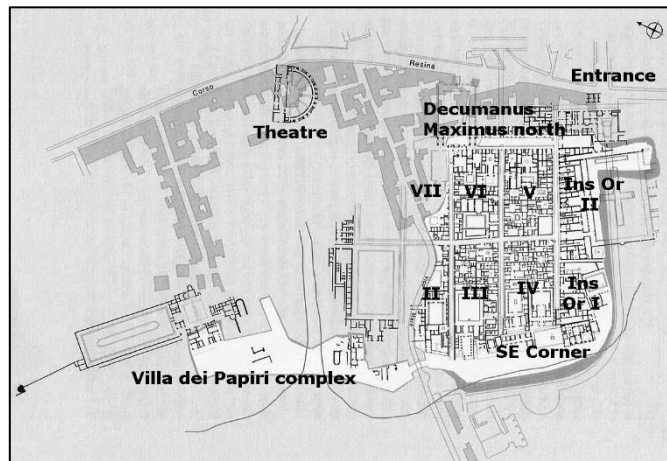 Corso
Resina
Entrance
Theatre
Decumanus
Maximus north
VII
VI
V
Ins Or
II
II
III
IV
Ins
Or I
SE Corner
Villa dei Papiri complex